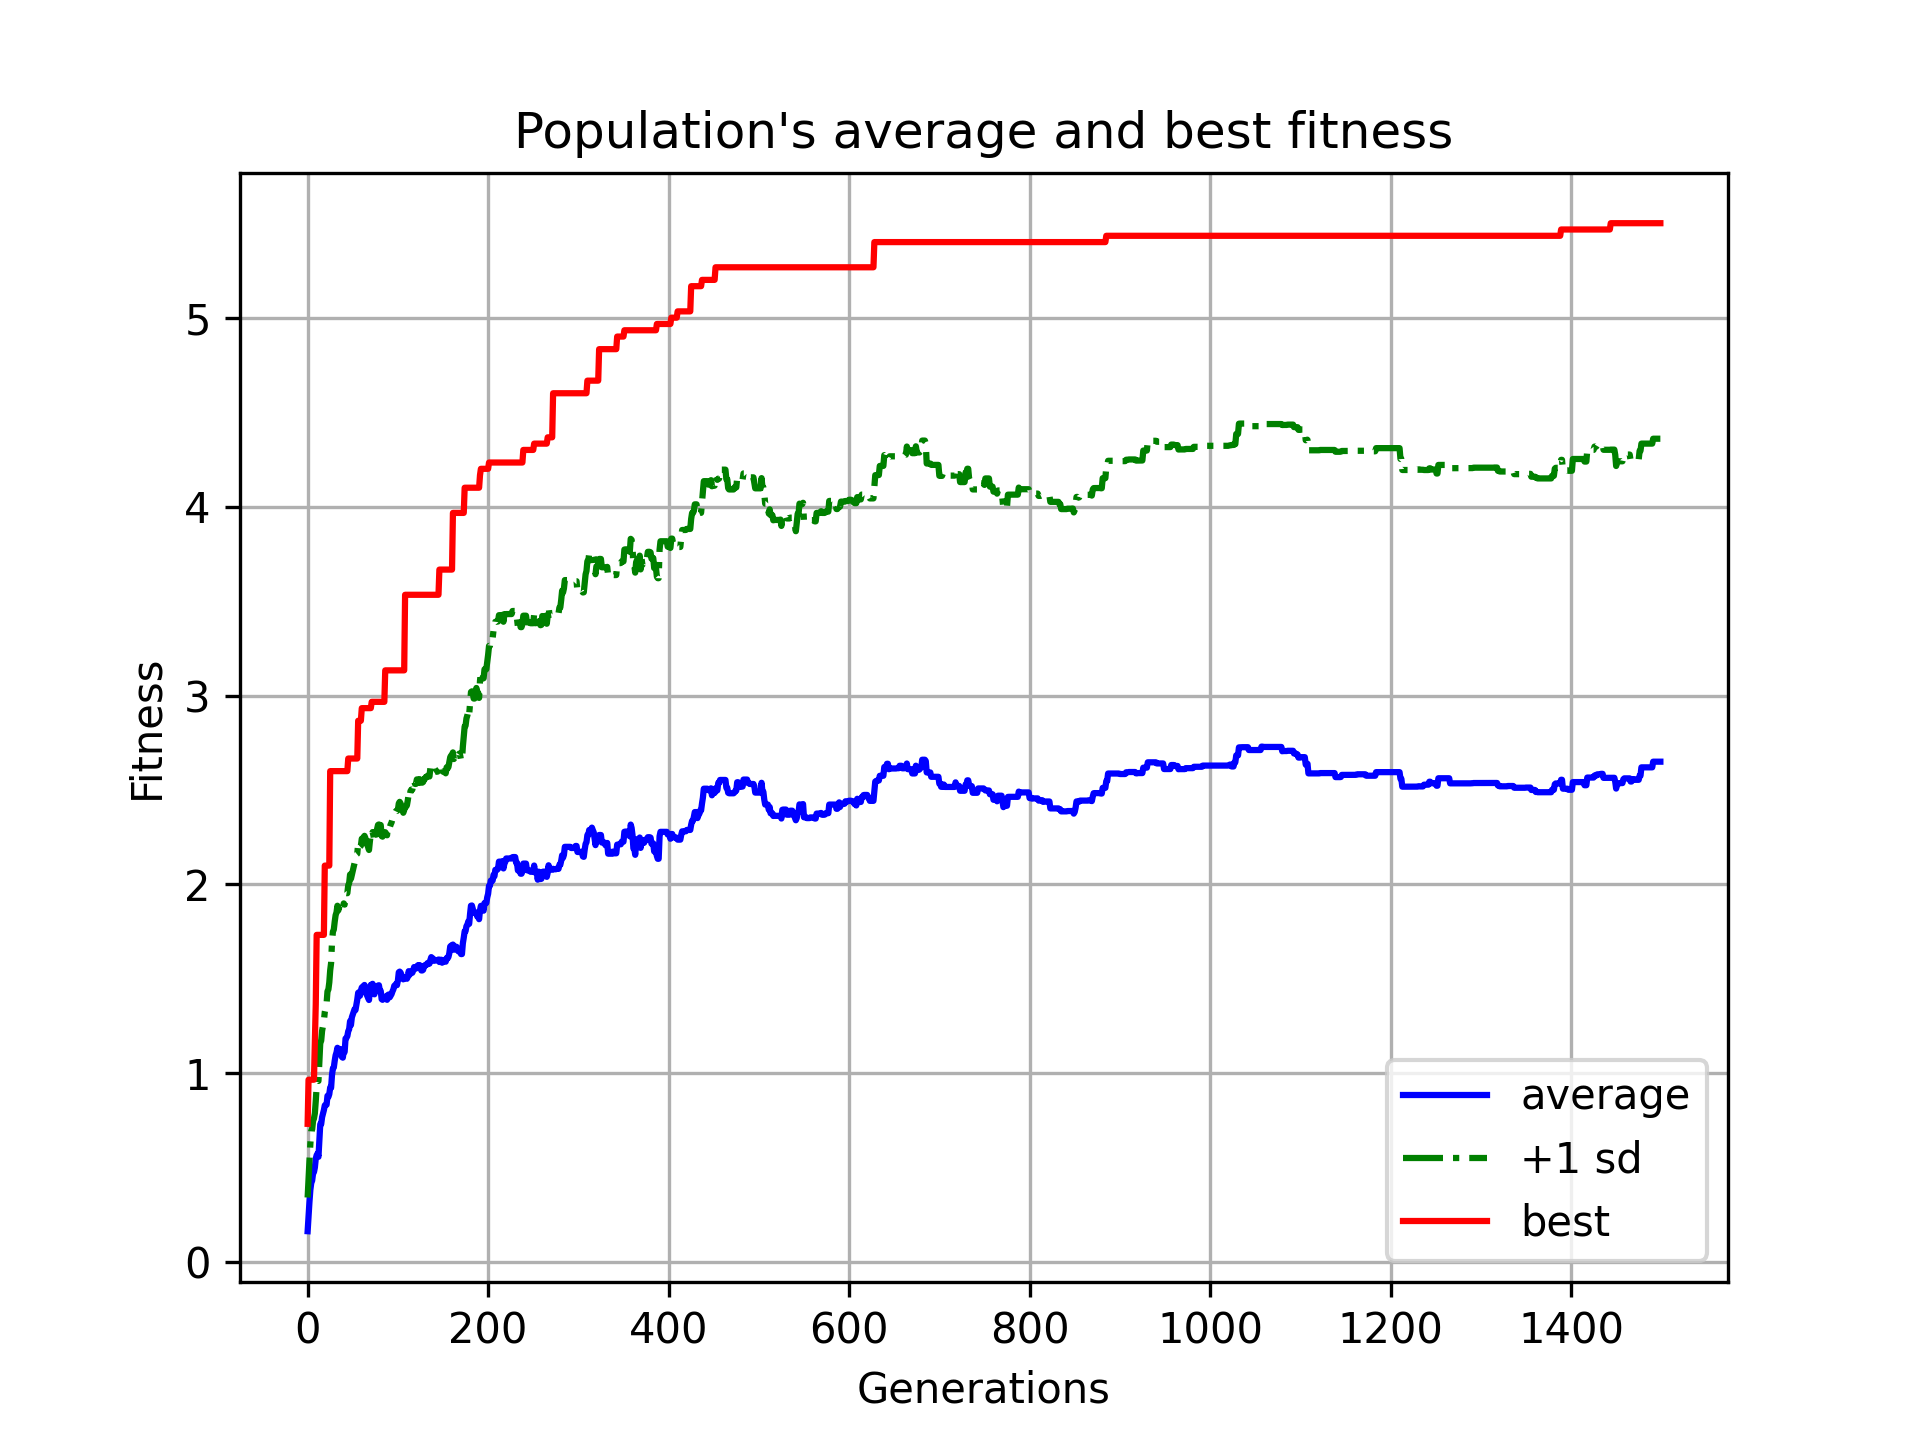 Population's average and best fitness
Fitness
5
4
3
2
1
0
0 200 400 600 800 1000 1200 1400
Generations
average
+1 sd
best